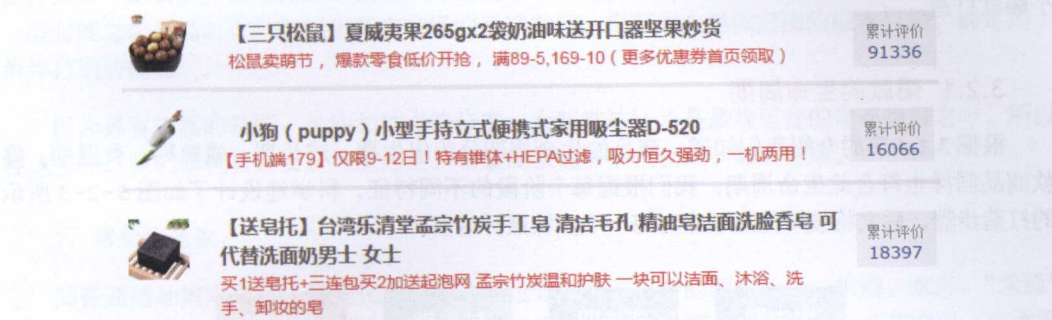 【三只松鼠】夏威夷果265gx2袋奶油味送开口器坚果炒货
松鼠卖萌节，爆款零食低价开抢，满89-5,169-10（更多优惠券首页领取）
累计评价
91336
小狗（puppy）小型手持立式便携式家用吸尘器D-520
【手机端179】仅限9-12日！特有锥体+HEPA过滤，吸力恒久强劲，一机两用！
累计评价
16066
【送皂托】台湾乐清堂孟宗竹炭手工皂 清洁毛孔 精油皂洁面洗脸香皂 可
代替洗面奶男士 女士
买1送皂托+三连包买2加送起泡网 孟宗竹炭温和护肤 一块可以洁面、沐浴、洗
手、卸妆的皂
累计评价
18397